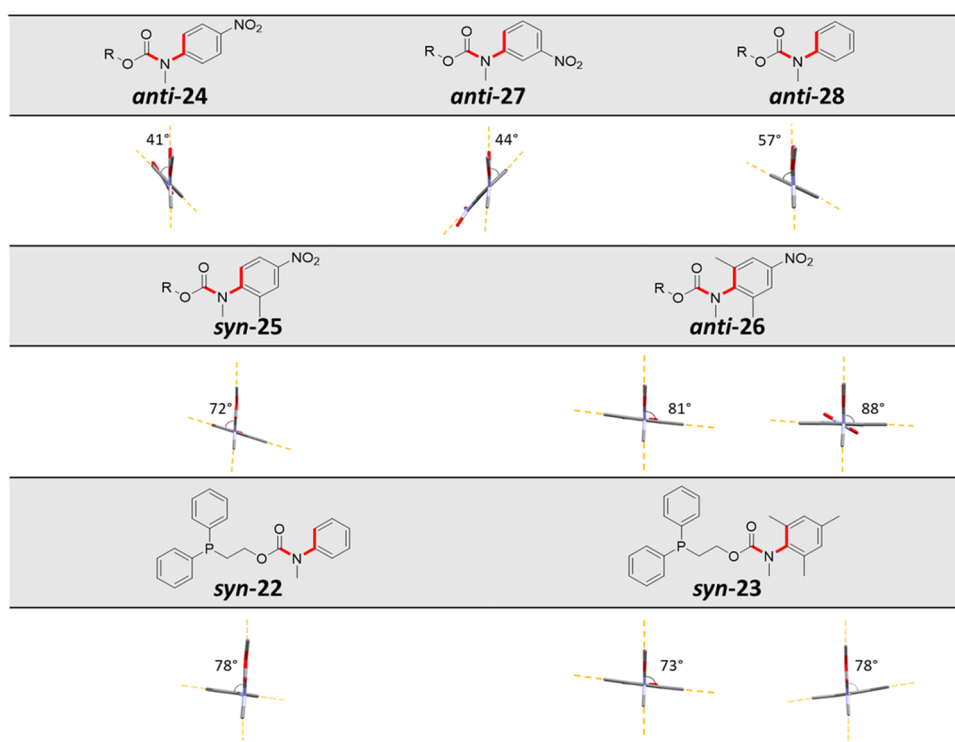 O NO₂ R O N
O R O N NO₂
O R O N
anti-24 anti-27 anti-28
41° 44° 57°
O NO₂ R O N
O NO₂ R O N
syn-25 anti-26
72° 81° 88°
P O O N
P O O N
syn-22 syn-23
78° 73° 78°